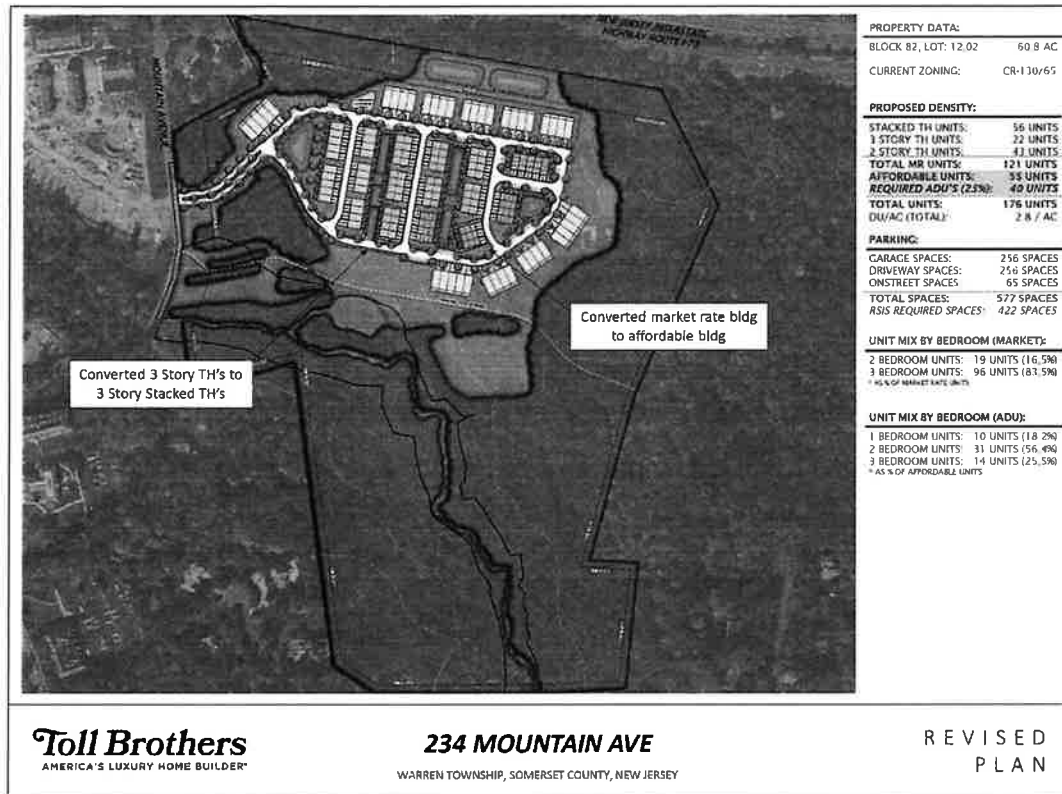 NEW JERSEY INTERSTATE
HIGHWAY ROUTE I-78
MOUNTAIN AVENUE
Converted market rate bldg
to affordable bldg
Converted 3 Story TH's to
3 Story Stacked TH's
PROPERTY DATA:
BLOCK 82, LOT: 12.02 60.8 AC
CURRENT ZONING: CR-130/65
PROPOSED DENSITY:
STACKED TH UNITS: 56 UNITS
3 STORY TH UNITS: 22 UNITS
2 STORY TH UNITS: 43 UNITS
TOTAL MR UNITS: 121 UNITS
AFFORDABLE UNITS: 55 UNITS
REQUIRED ADU'S (25%): 40 UNITS
TOTAL UNITS: 176 UNITS
DU/AC (TOTAL): 2.8 / AC
PARKING:
GARAGE SPACES: 256 SPACES
DRIVEWAY SPACES: 256 SPACES
ONSTREET SPACES 65 SPACES
TOTAL SPACES: 577 SPACES
RSIS REQUIRED SPACES: 422 SPACES
UNIT MIX BY BEDROOM (MARKET):
2 BEDROOM UNITS: 19 UNITS (16.5%)
3 BEDROOM UNITS: 96 UNITS (83.5%)
* AS % OF MARKET RATE UNITS
UNIT MIX BY BEDROOM (ADU):
1 BEDROOM UNITS: 10 UNITS (18.2%)
2 BEDROOM UNITS: 31 UNITS (56.4%)
3 BEDROOM UNITS: 14 UNITS (25.5%)
* AS % OF AFFORDABLE UNITS
Toll Brothers
AMERICA'S LUXURY HOME BUILDER®
234 MOUNTAIN AVE
WARREN TOWNSHIP, SOMERSET COUNTY, NEW JERSEY
REVISED
PLAN